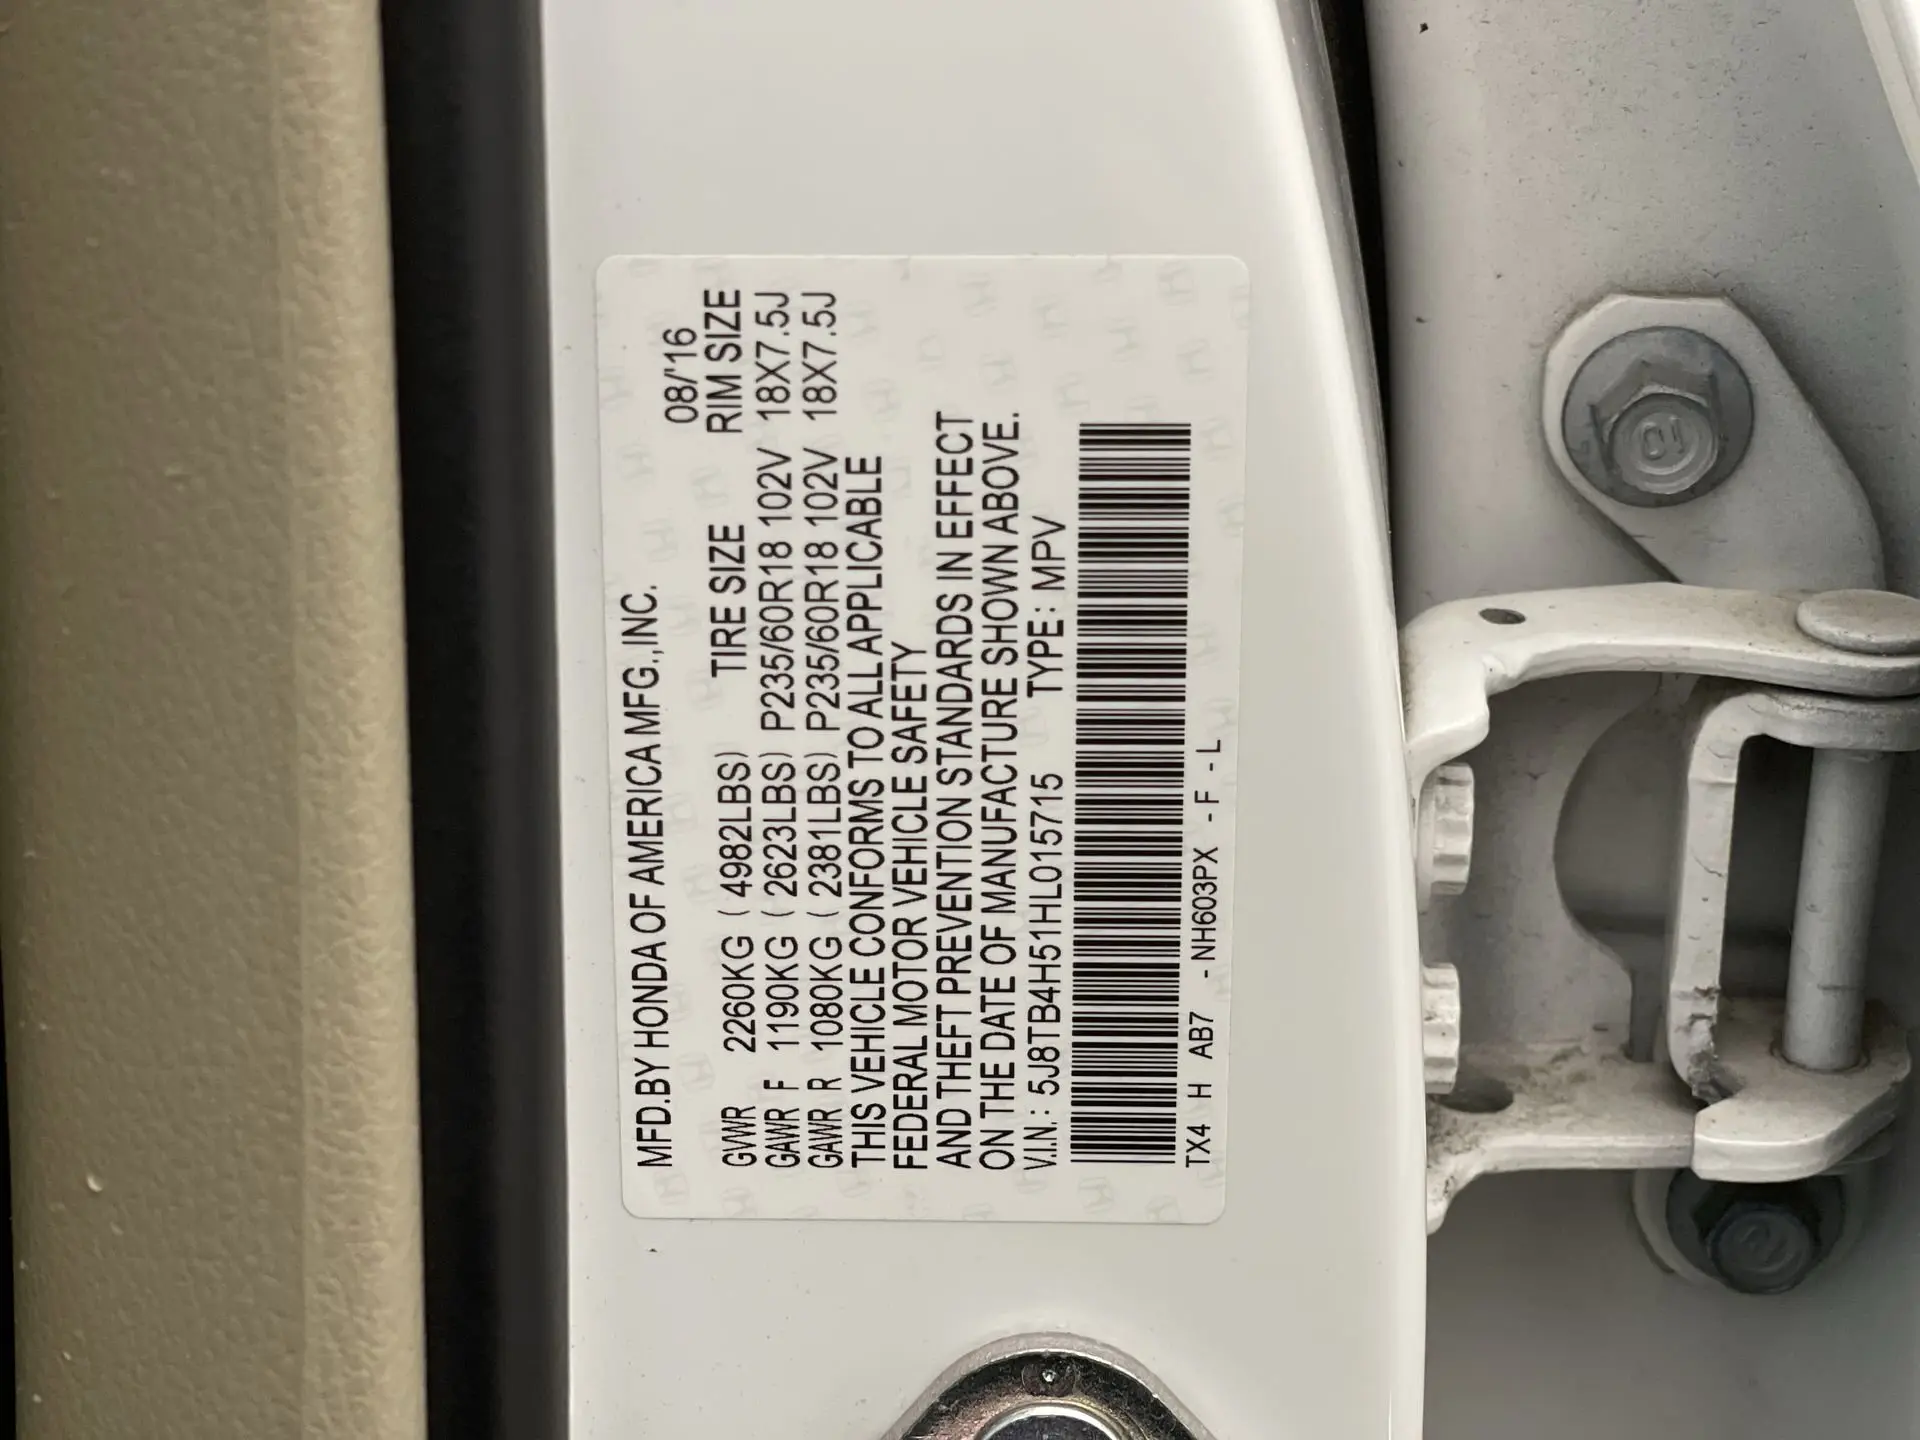 MFD.BY HONDA OF AMERICA MFG.,INC.
08/'16
GVWR 2260KG ( 4982LBS) TIRE SIZE RIM SIZE
GAWR F 1190KG ( 2623LBS) P235/60R18 102V 18X7.5J
GAWR R 1080KG ( 2381LBS) P235/60R18 102V 18X7.5J
THIS VEHICLE CONFORMS TO ALL APPLICABLE
FEDERAL MOTOR VEHICLE SAFETY
AND THEFT PREVENTION STANDARDS IN EFFECT
ON THE DATE OF MANUFACTURE SHOWN ABOVE.
V.I.N.: 5J8TB4H51HL015715 TYPE: MPV
TX4 H AB7 -NH603PX -F-L